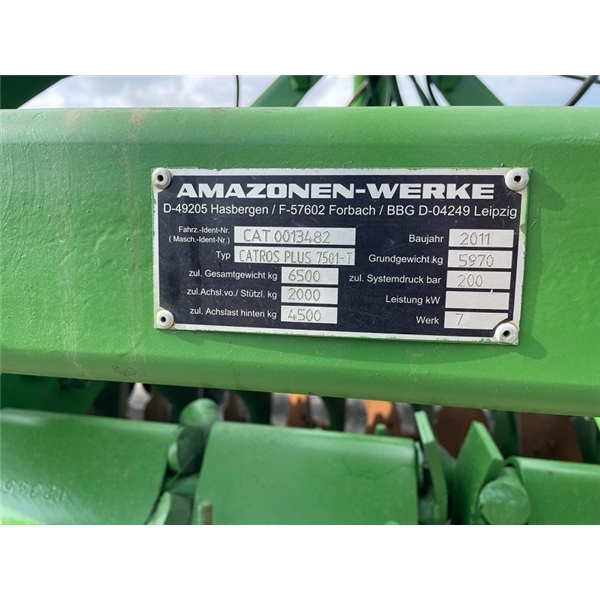 AMAZONEN-WERKE
D-49205 Hasbergen / F-57602 Forbach / BBG D-04249 Leipzig
Fahrz.-Ident-Nr. CAT 0013482 Baujahr 2011
( Masch.-Ident-Nr.)
Typ CATROS PLUS 7501-T Grundgewicht kg 5970
zul. Gesamtgewicht kg 6500 zul. Systemdruck bar 200
zul.Achsl.vo./ Stützl. kg 2000 Leistung kW
zul. Achslast hinten kg 4500 Werk 7